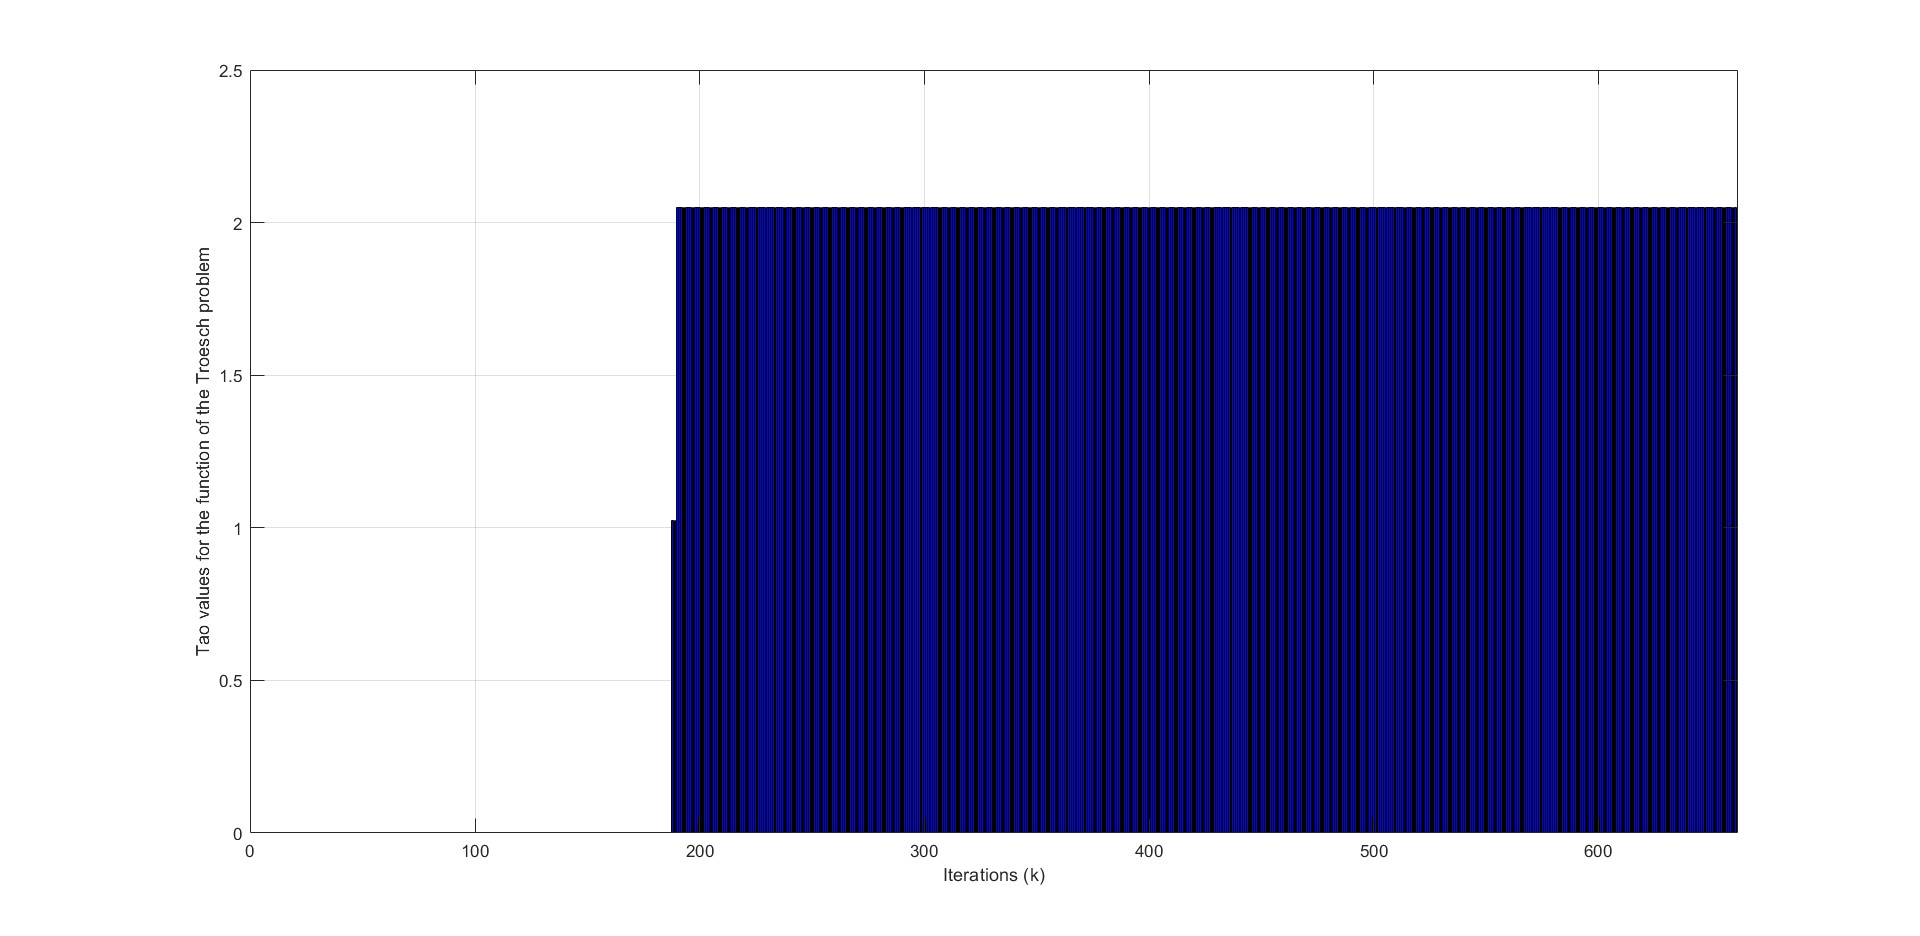 2.5
2
1.5
1
0.5
0
Tao values for the function of the Troesch problem
0 100 200 300 400 500 600
Iterations (k)